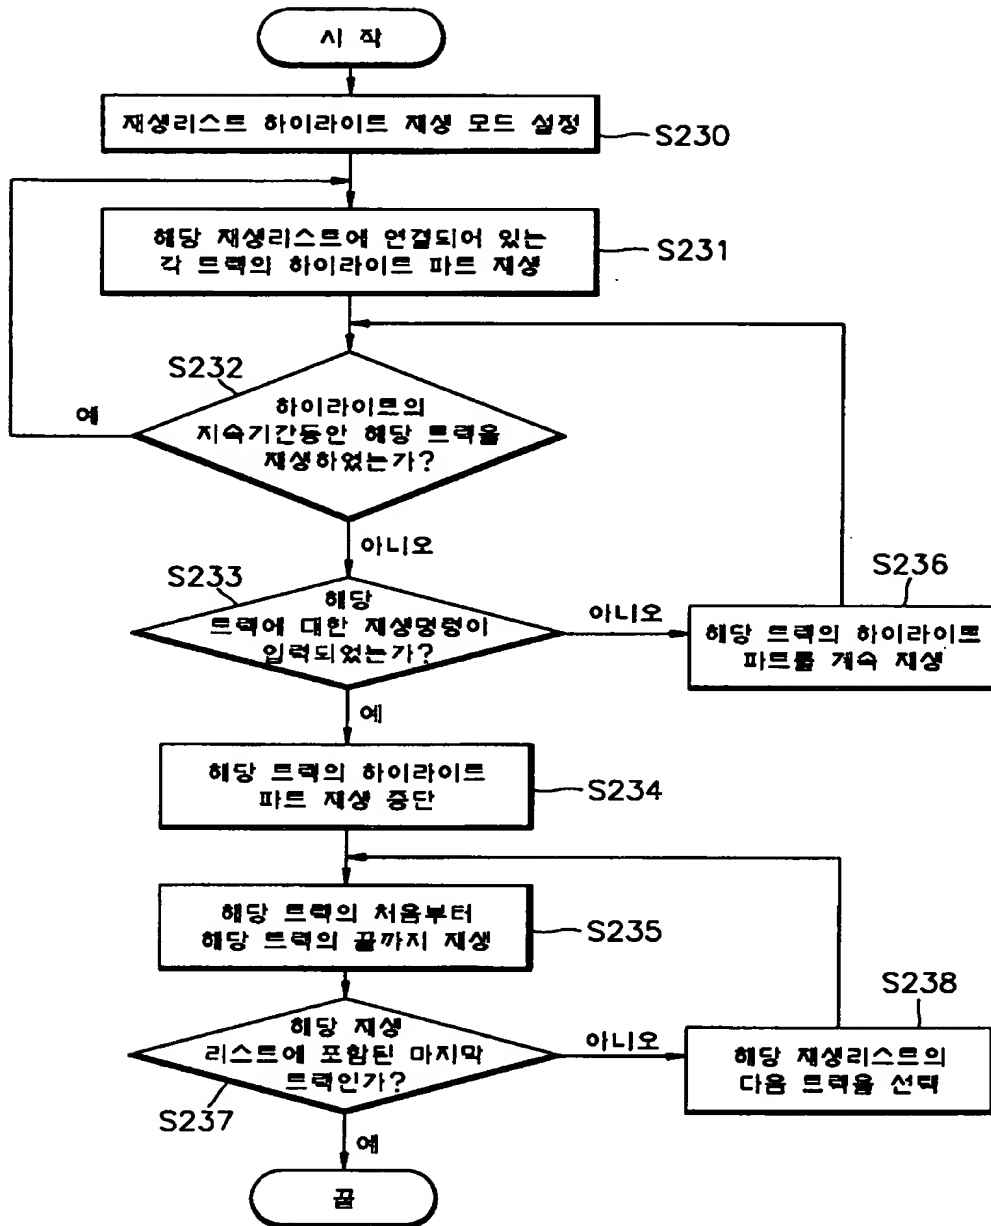 시 작
재생리스트 하이라이트 재생 모드 설정
S230
해당 재생리스트에 연결되어 있는
각 트랙의 하이라이트 파트 재생
S231
S232
예
하이라이트의
지속기간동안 해당 트랙을
재생하였는가?
아니오
S233
해당
트랙에 대한 재생명령이
입력되었는가?
아니오
S236
해당 트랙의 하이라이트
파트를 계속 재생
예
해당 트랙의 하이라이트
파트 재생 중단
S234
해당 트랙의 처음부터
해당 트랙의 끝까지 재생
S235
해당 재생
리스트에 포함된 마지막
트랙인가?
S237
아니오
S238
해당 재생리스트의
다음 트랙을 선택
예
끝